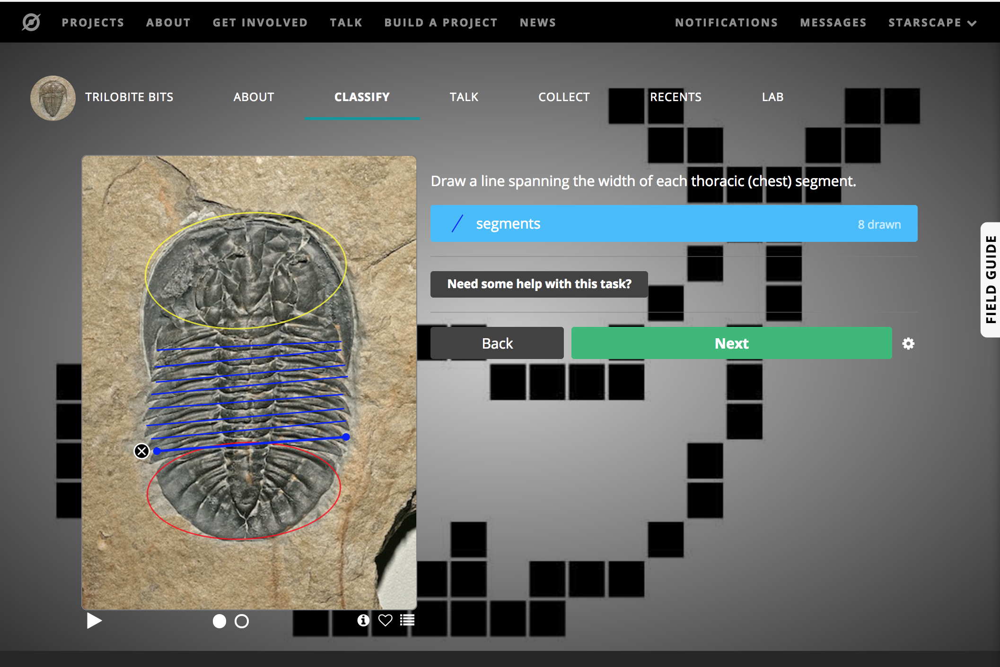 PROJECTS ABOUT GET INVOLVED TALK BUILD A PROJECT NEWS NOTIFICATIONS MESSAGES STARSCAPE
TRILOBITE BITS ABOUT CLASSIFY TALK COLLECT RECENTS LAB
Draw a line spanning the width of each thoracic (chest) segment.
segments 8 drawn
Need some help with this task?
Back Next
FIELD GUIDE